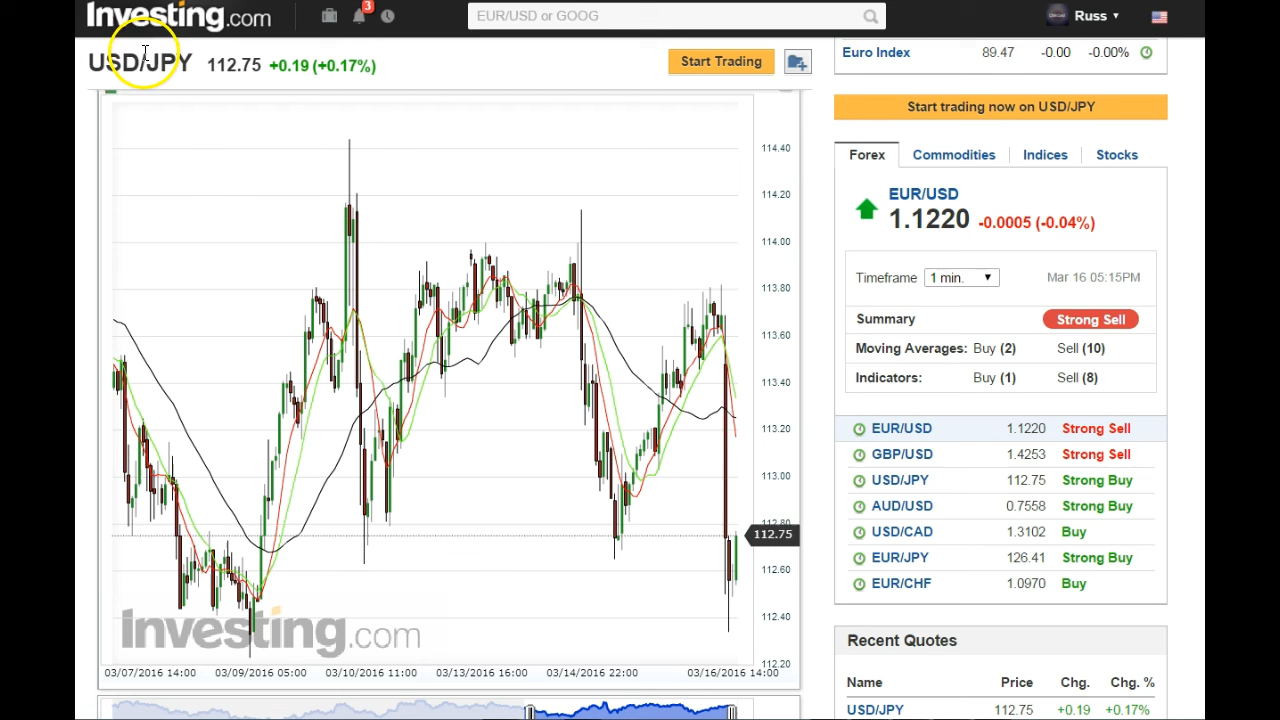 Investing.com
3
EUR/USD or GOOG
Russ
USD/JPY 112.75 +0.19 (+0.17%)
Start Trading
Euro Index 89.47 -0.00 -0.00%
Start trading now on USD/JPY
Forex Commodities Indices Stocks
EUR/USD
1.1220 -0.0005 (-0.04%)
Timeframe 1 min. Mar 16 05:15PM
Summary Strong Sell
Moving Averages: Buy (2) Sell (10)
Indicators: Buy (1) Sell (8)
EUR/USD 1.1220 Strong Sell
GBP/USD 1.4253 Strong Sell
USD/JPY 112.75 Strong Buy
AUD/USD 0.7558 Strong Buy
USD/CAD 1.3102 Buy
EUR/JPY 126.41 Strong Buy
EUR/CHF 1.0970 Buy
Recent Quotes
Name Price Chg. Chg. %
USD/JPY 112.75 +0.19 +0.17%
114.40
114.20
114.00
113.80
113.60
113.40
113.20
113.00
112.80
112.75
112.60
112.40
112.20
Investing.com
03/07/2016 14:00 03/09/2016 05:00 03/10/2016 11:00 03/13/2016 16:00 03/14/2016 22:00 03/16/2016 14:00